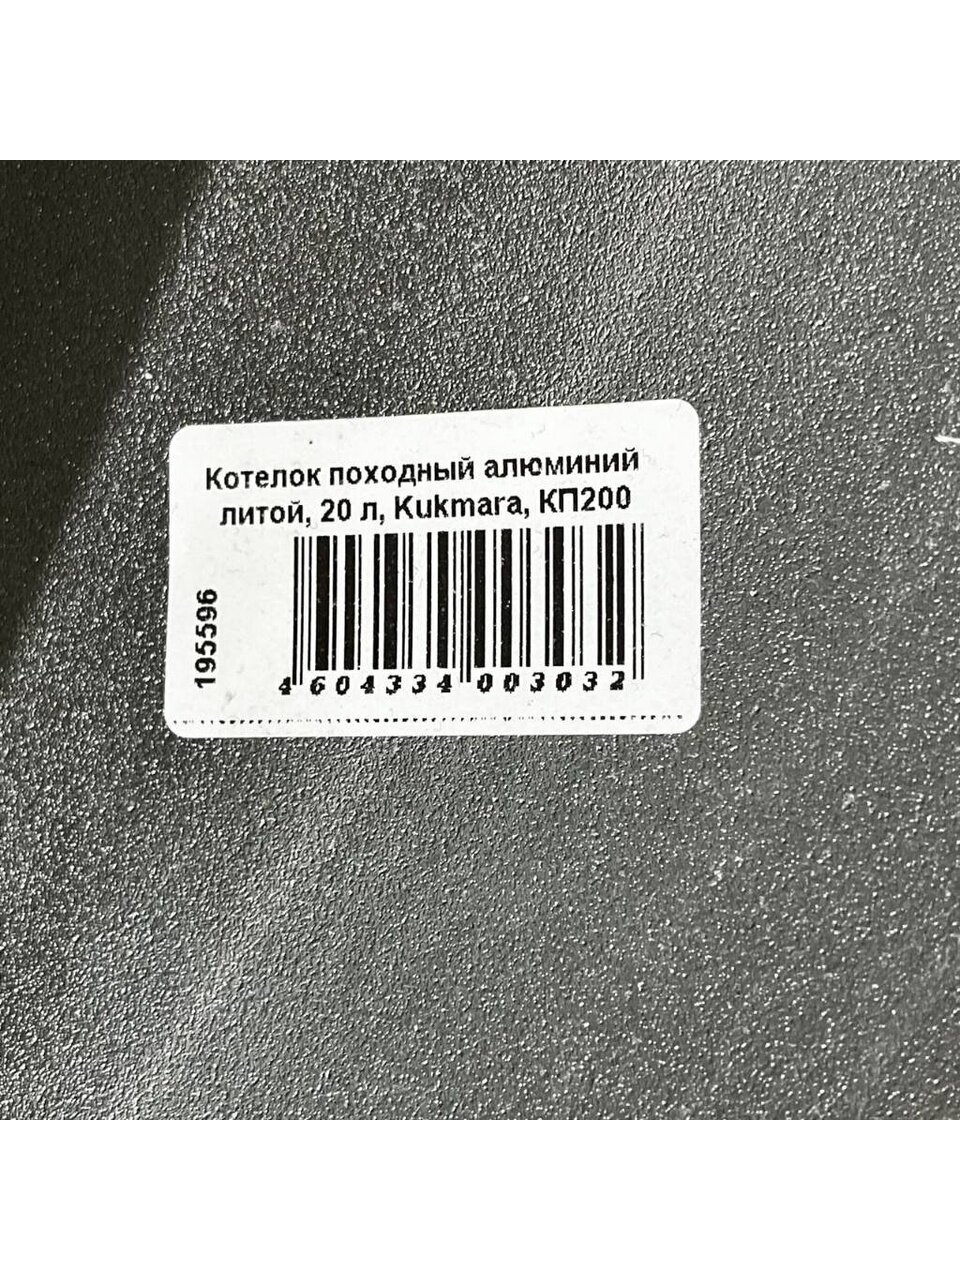 Котелок походный алюминий
литой, 20 л, Kukmara, КП200
195596
4 604334 003032